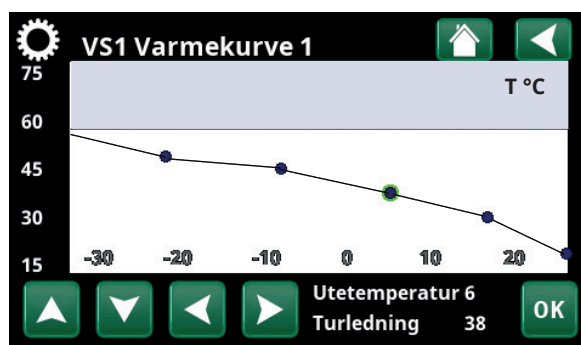 VS1 Varmekurve 1
75
T °C
60
45
30
15
-30 -20 -10 0 10 20
Utetemperatur 6
Turledning 38
OK